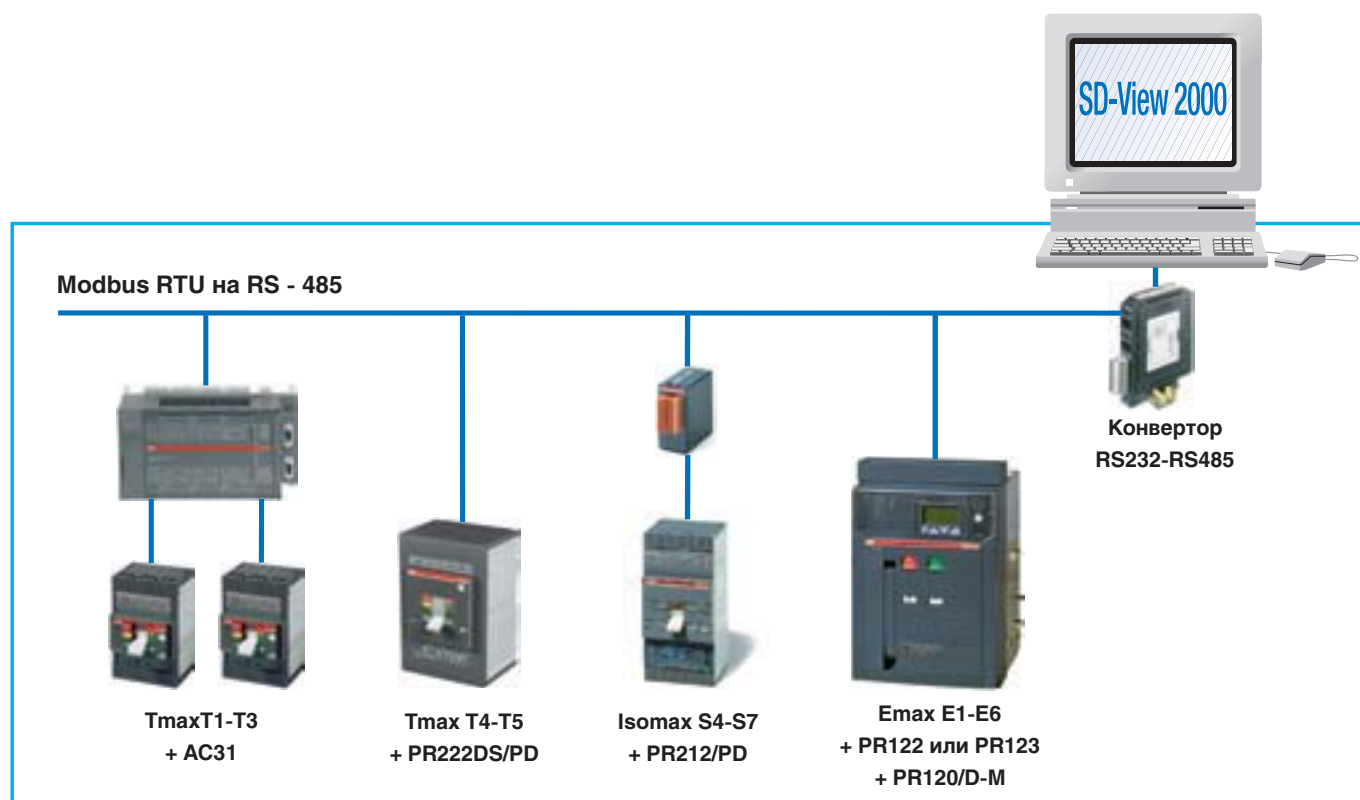 SD-View 2000
Modbus RTU на RS - 485
Конвертор
RS232-RS485
TmaxT1-T3
+ AC31
Tmax T4-T5
+ PR222DS/PD
Isomax S4-S7
+ PR212/PD
Emax E1-E6
+ PR122 или PR123
+ PR120/D-M